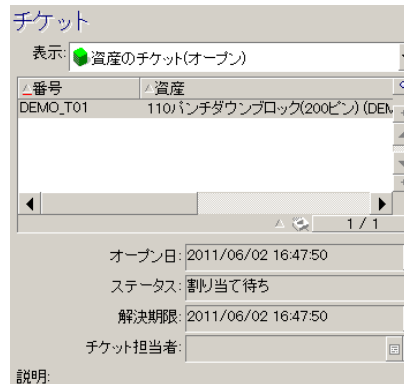 チケット
表示: 資産のチケット(オープン)
番号 資産
DEMO_T01 110パンチダウンブロック(200ピン) (DEM
1 / 1
オープン日: 2011/06/02 16:47:50
ステータス: 割り当て待ち
解決期限: 2011/06/02 16:47:50
チケット担当者:
説明: